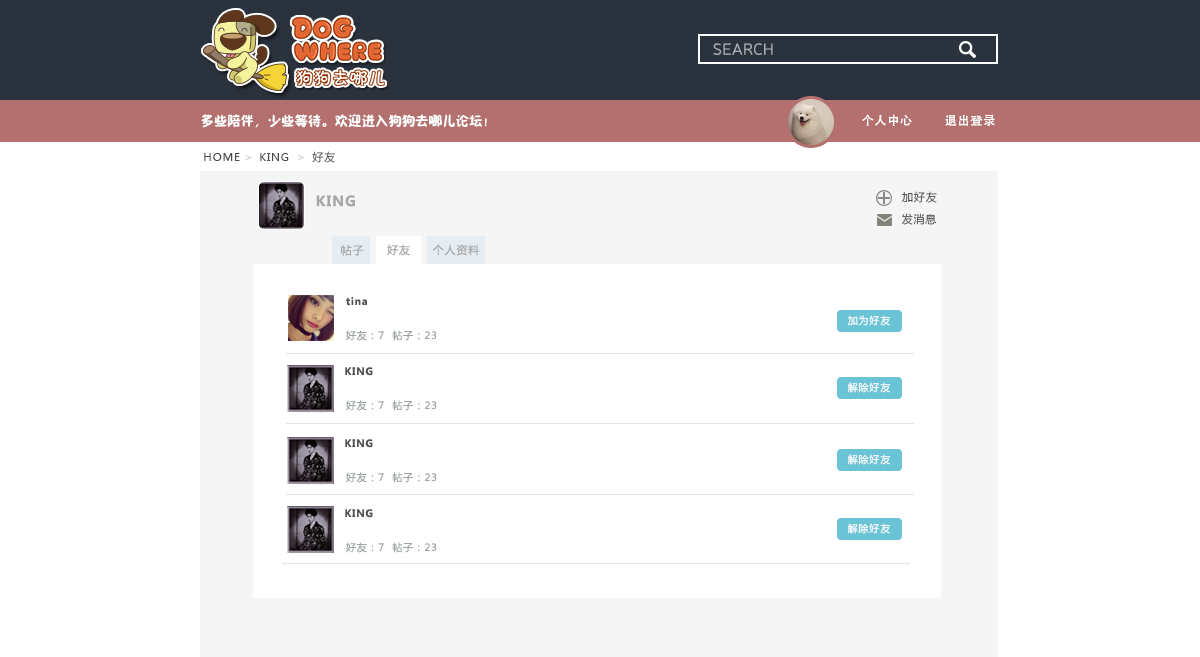 DOG
WHERE
狗狗去哪儿
SEARCH
多些陪伴，少些等待。欢迎进入狗狗去哪儿论坛！
个人中心
退出登录
HOME > KING > 好友
KING
加好友
发消息
帖子
好友
个人资料
tina
好友：7 帖子：23
加为好友
KING
好友：7 帖子：23
解除好友
KING
好友：7 帖子：23
解除好友
KING
好友：7 帖子：23
解除好友